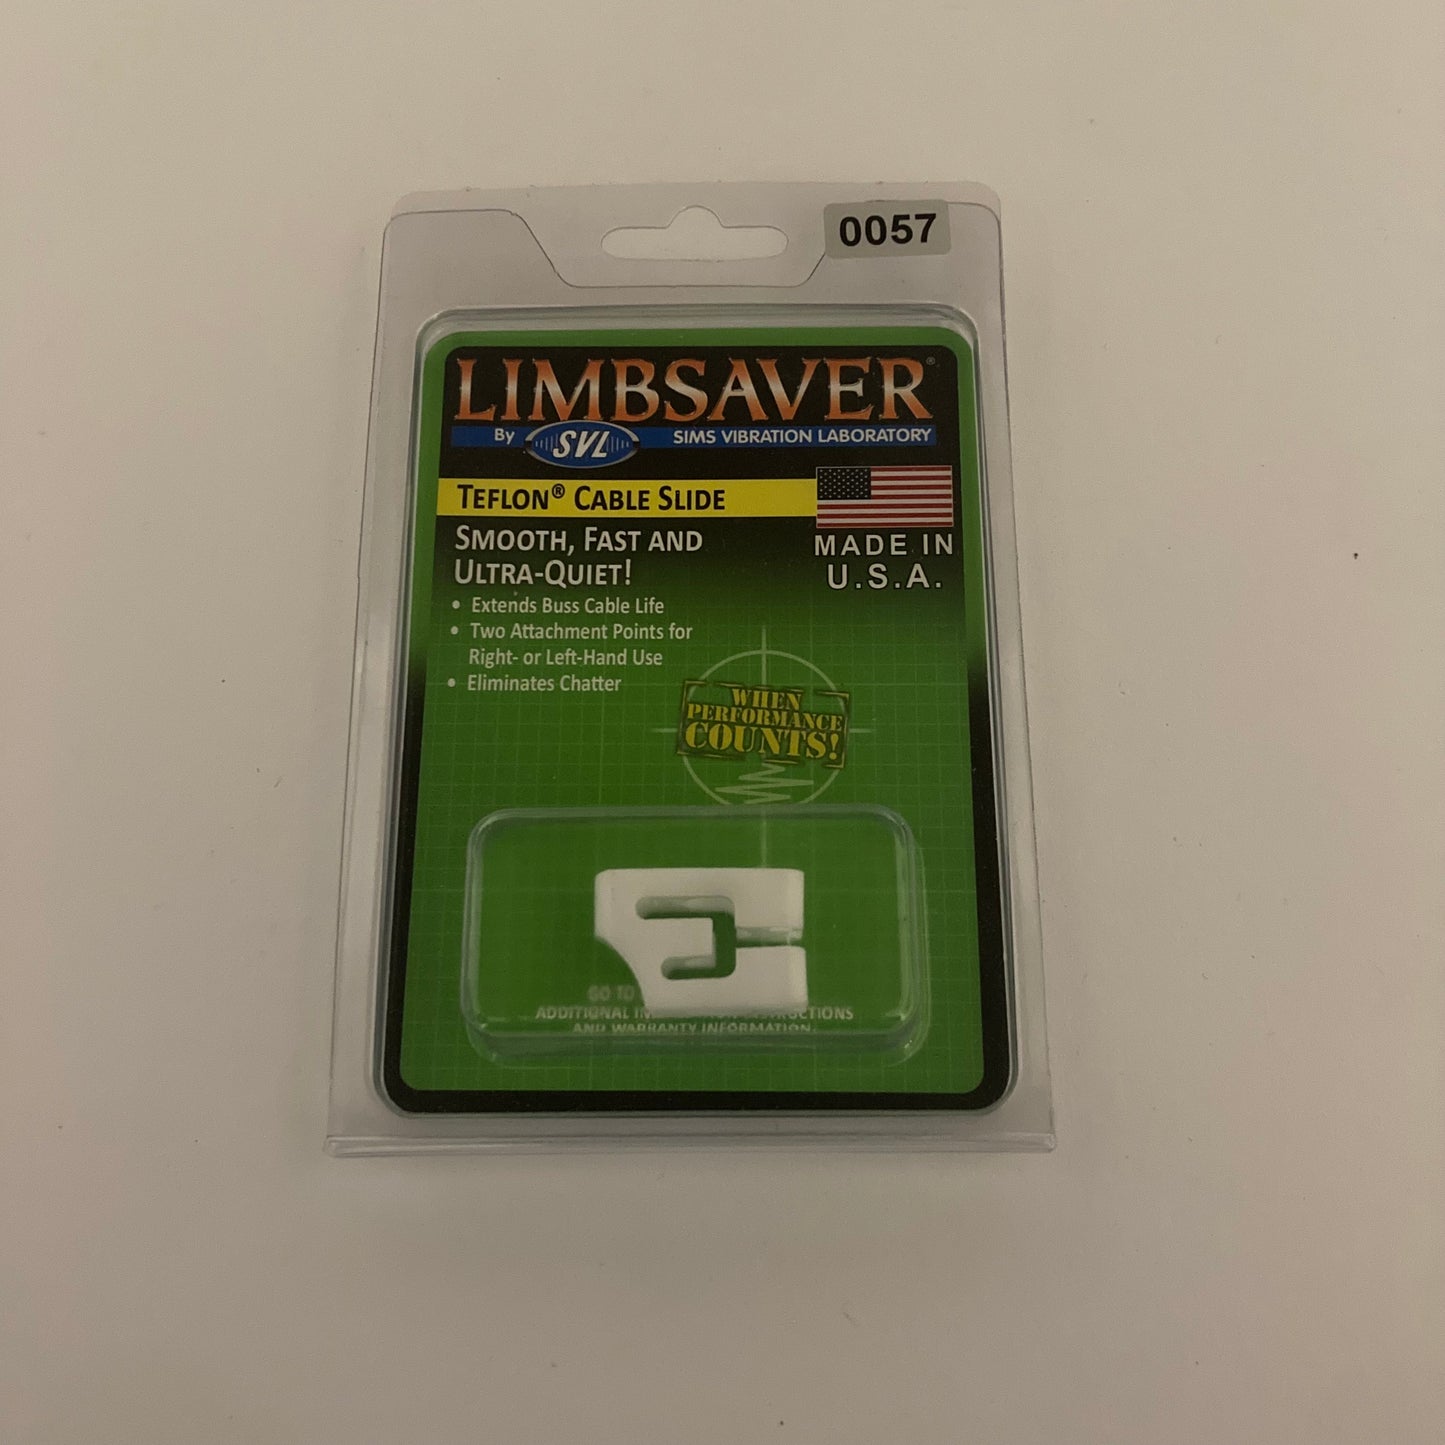 0057
LIMBSAVER®
By SVL SIMS VIBRATION LABORATORY
TEFLON® CABLE SLIDE
SMOOTH, FAST AND
ULTRA-QUIET!
MADE IN
U.S.A.
• Extends Buss Cable Life
• Two Attachment Points for
Right- or Left-Hand Use
• Eliminates Chatter
WHEN
PERFORMANCE
COUNTS!
GO TO
ADDITIONAL
AND WARRANTY INFORMATION.